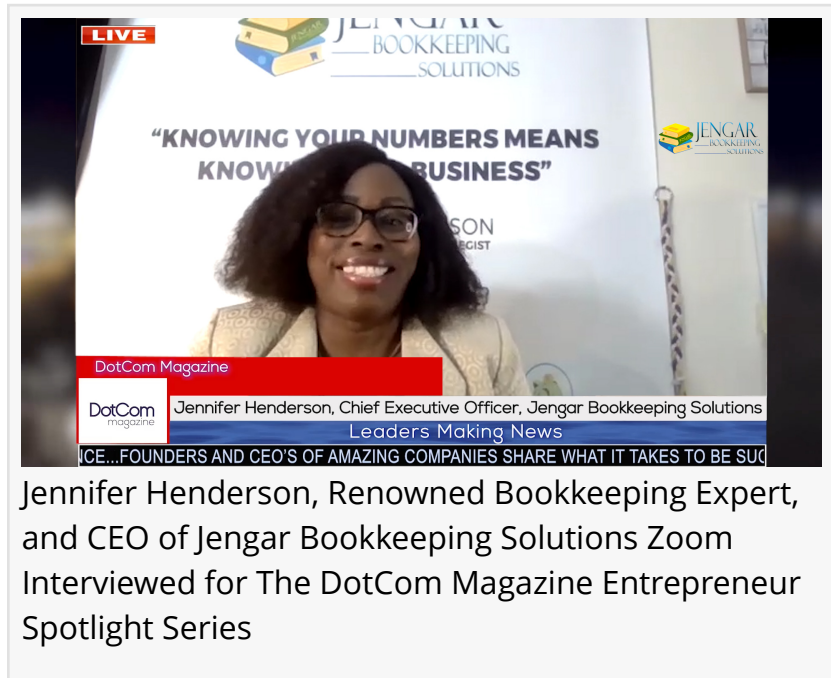 LIVE
JENGAR
BOOKKEEPING
SOLUTIONS
"KNOWING YOUR NUMBERS MEANS
BUSINESS"
JENGAR
BOOKKEEPING
SOLUTIONS
DotCom Magazine
DotCom
magazine
Jennifer Henderson, Chief Executive Officer, Jengar Bookkeeping Solutions
Leaders Making News
NCE...FOUNDERS AND CEO'S OF AMAZING COMPANIES SHARE WHAT IT TAKES TO BE SUC
Jennifer Henderson, Renowned Bookkeeping Expert,
and CEO of Jengar Bookkeeping Solutions Zoom
Interviewed for The DotCom Magazine Entrepreneur
Spotlight Series